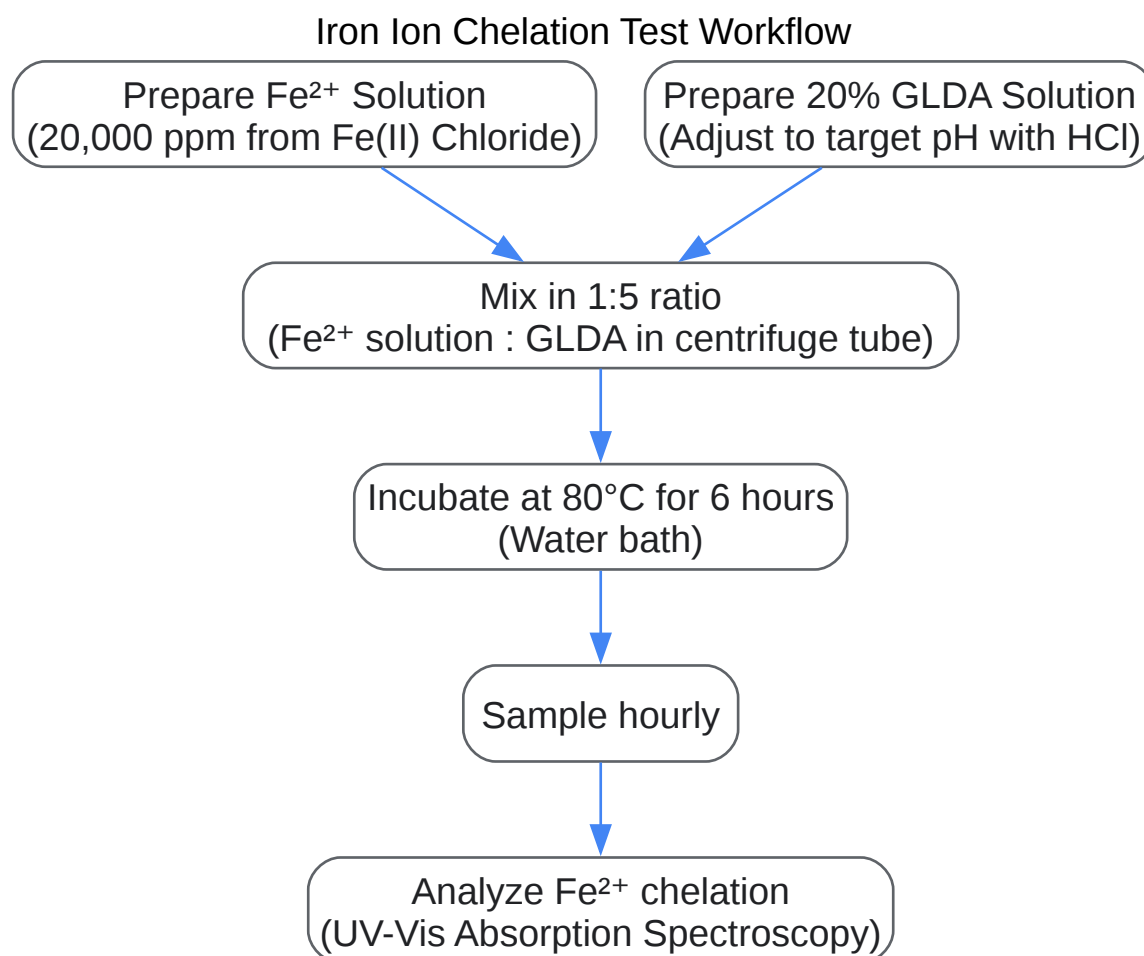 Iron Ion Chelation Test Workflow
Prepare Fe²⁺ Solution
(20,000 ppm from Fe(II) Chloride)
Prepare 20% GLDA Solution
(Adjust to target pH with HCl)
Mix in 1:5 ratio
(Fe²⁺ solution : GLDA in centrifuge tube)
Incubate at 80°C for 6 hours
(Water bath)
Sample hourly
Analyze Fe²⁺ chelation
(UV-Vis Absorption Spectroscopy)